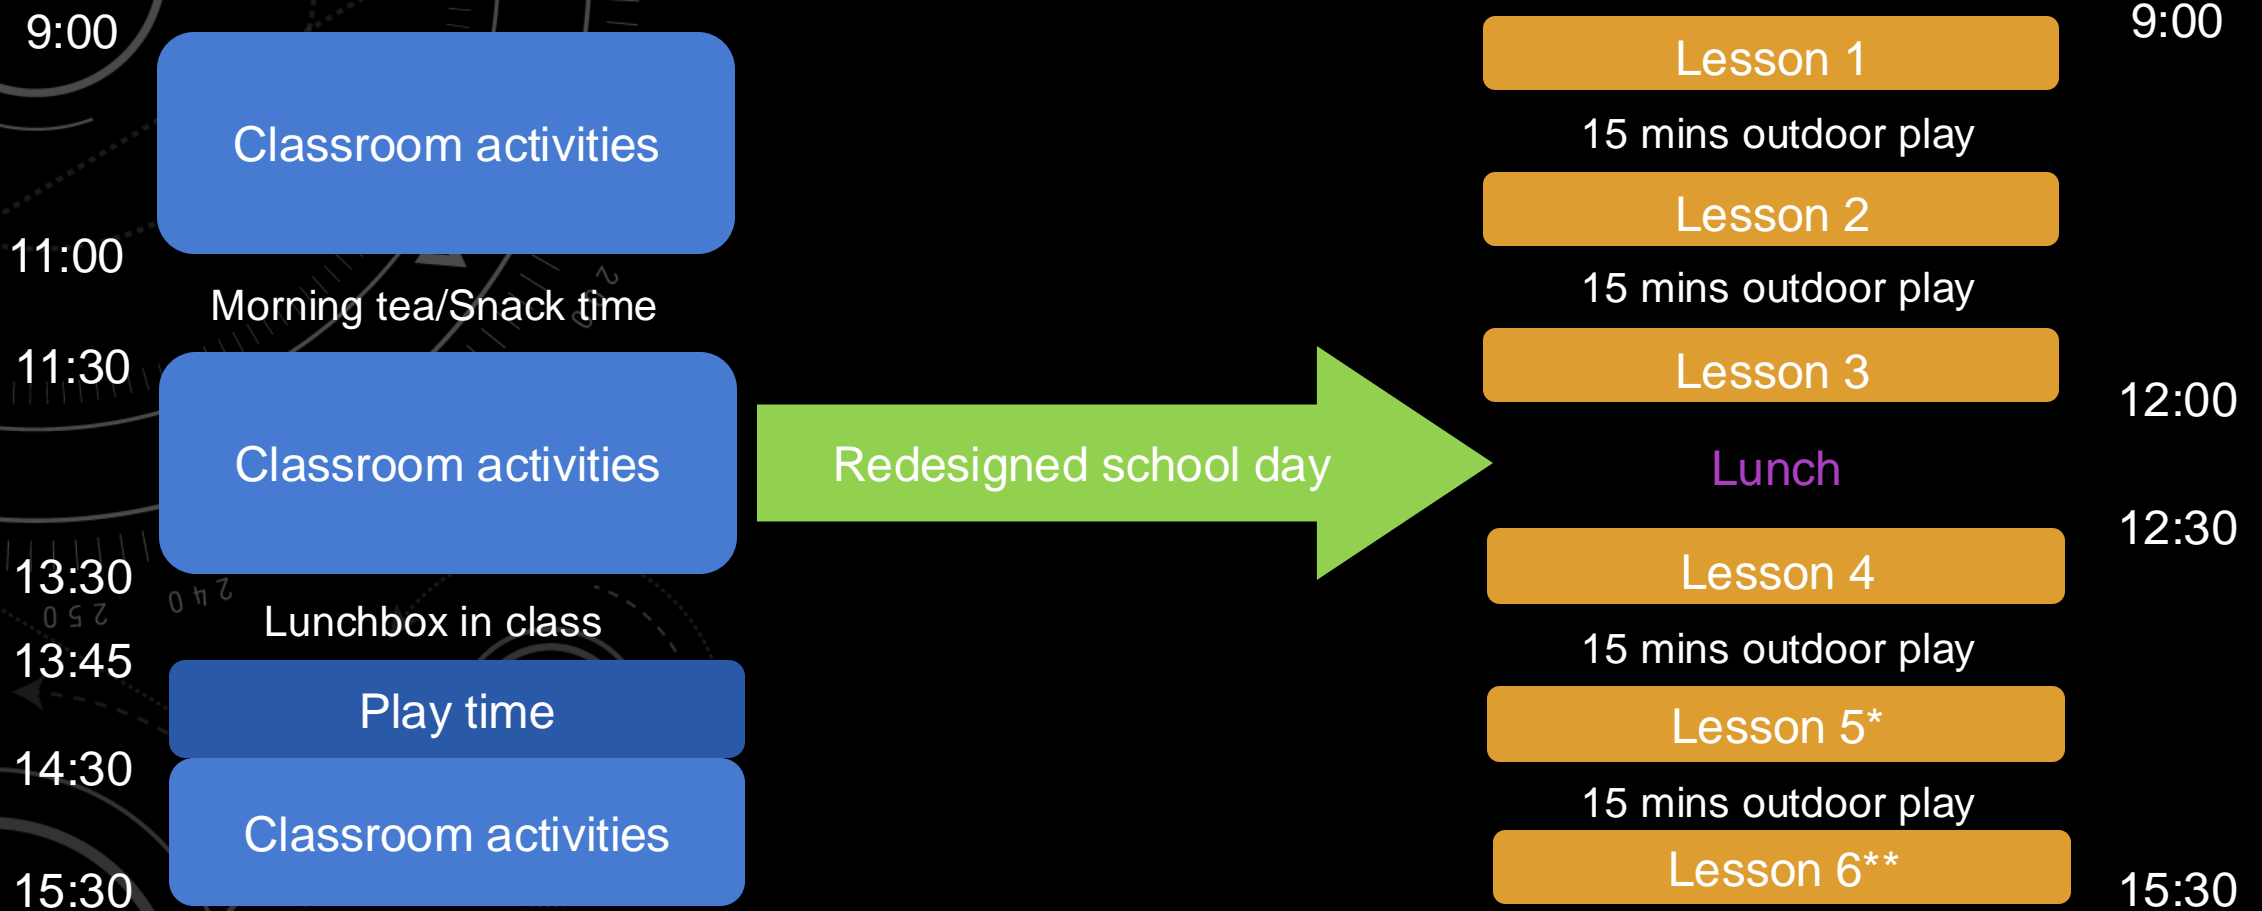 9:00
Classroom activities
11:00
Morning tea/Snack time
11:30
Classroom activities
13:30
Lunchbox in class
13:45
Play time
14:30
Classroom activities
15:30
240
250
200
Redesigned school day
9:00
Lesson 1
15 mins outdoor play
Lesson 2
15 mins outdoor play
Lesson 3
12:00
Lunch
12:30
Lesson 4
15 mins outdoor play
Lesson 5*
15 mins outdoor play
Lesson 6**
15:30